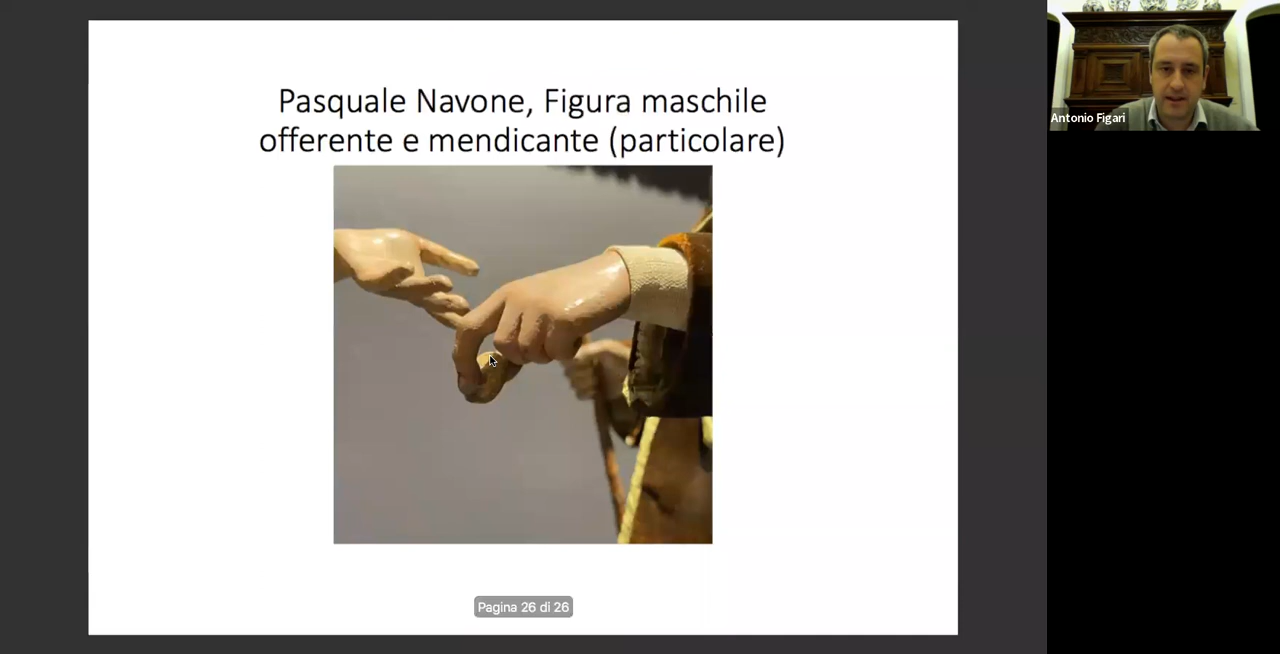 Pasquale Navone, Figura maschile
offerente e mendicante (particolare)
Pagina 26 di 26
Antonio Figari